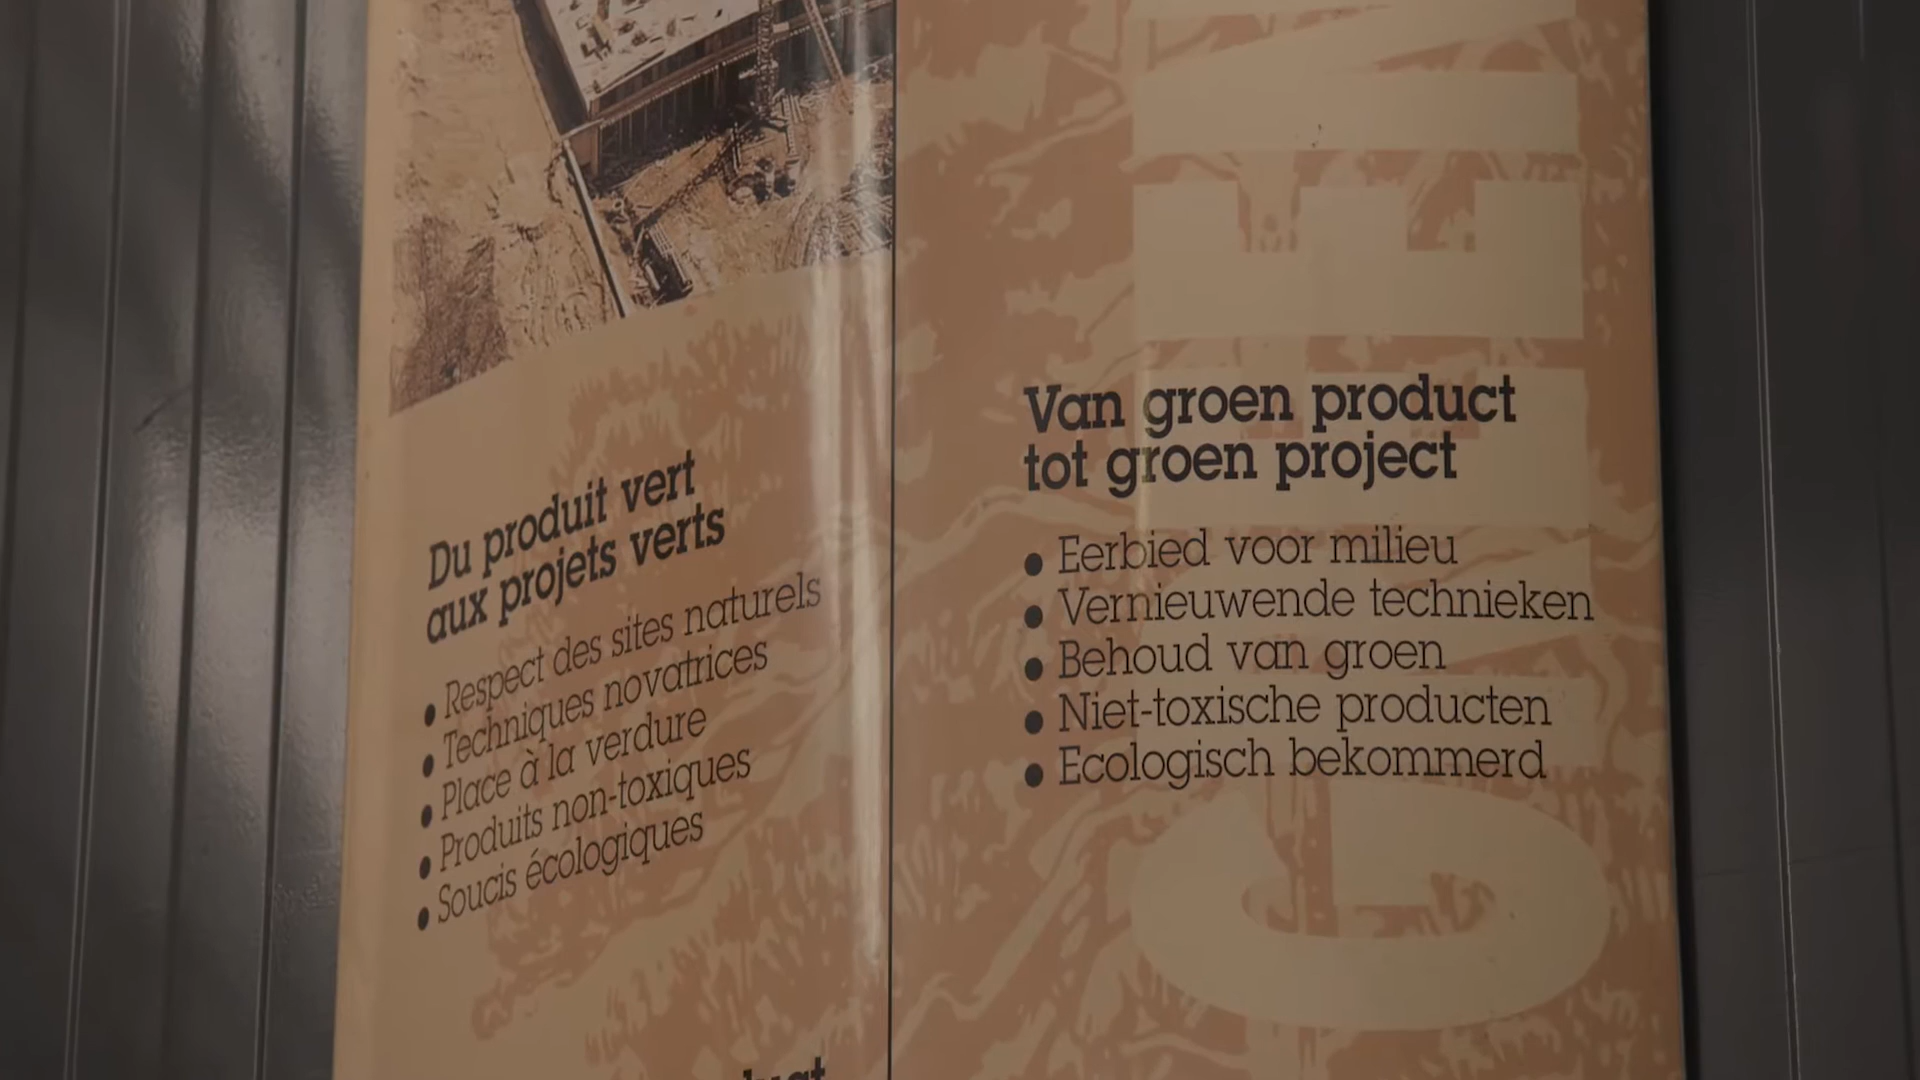 Du produit vert
aux projets verts
• Respect des sites naturels
• Techniques novatrices
• Place à la verdure
• Produits non-toxiques
• Soucis écologiques
Van groen product
tot groen project
• Eerbied voor milieu
• Vernieuwende technieken
• Behoud van groen
• Niet-toxische producten
• Ecologisch bekommerd